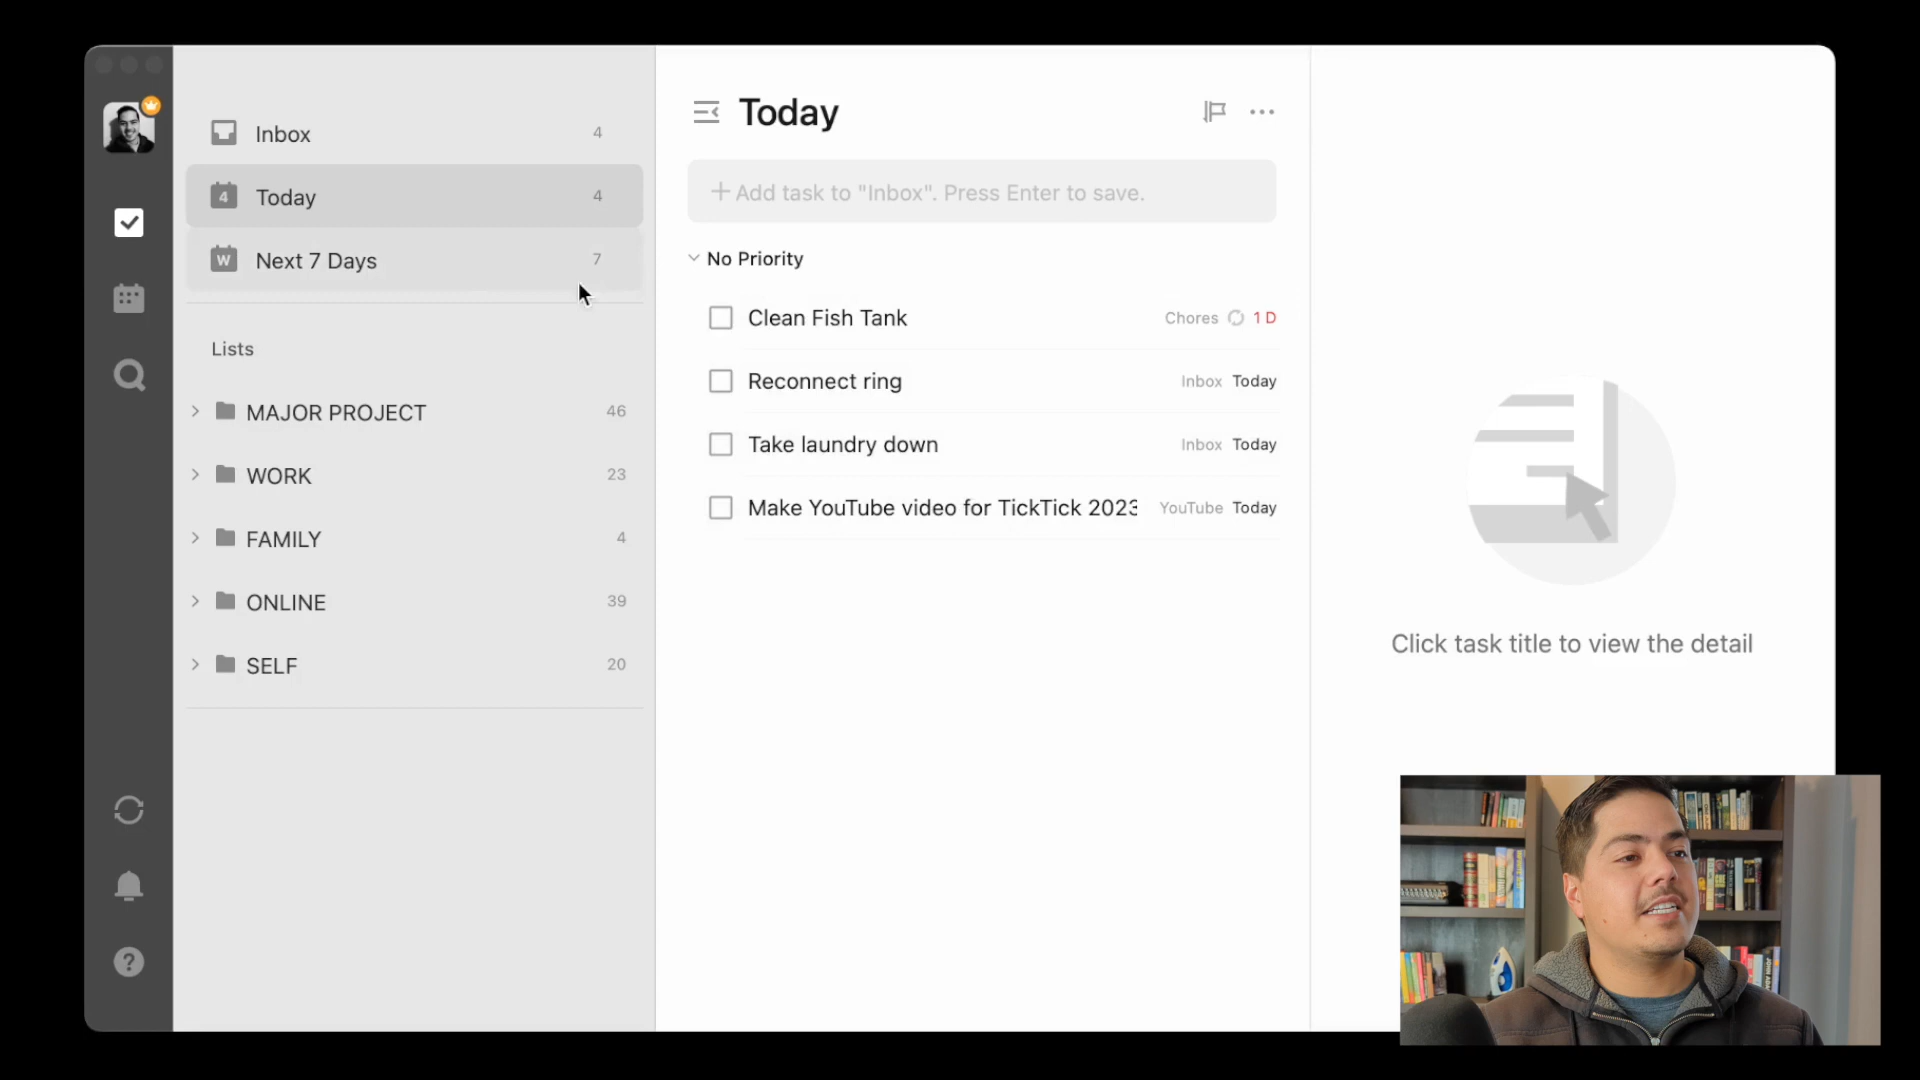 Inbox 4
4 Today 4
W Next 7 Days 7
Lists
MAJOR PROJECT 46
WORK 23
FAMILY 4
ONLINE 39
SELF 20
Today
Add task to "Inbox". Press Enter to save.
No Priority
Clean Fish Tank Chores 1 D
Reconnect ring Inbox Today
Take laundry down Inbox Today
Make YouTube video for TickTick 2023 YouTube Today
Click task title to view the detail